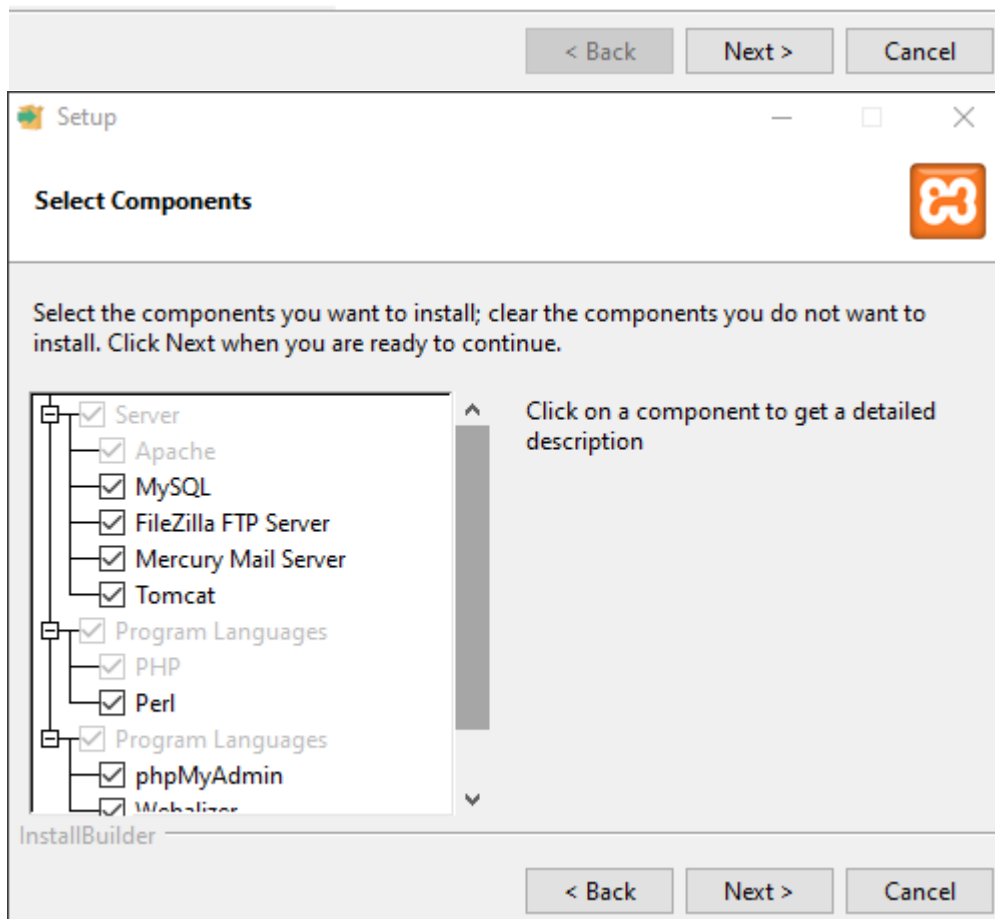 < Back Next > Cancel
Setup
Select Components
Select the components you want to install; clear the components you do not want to
install. Click Next when you are ready to continue.
Server
Apache
MySQL
FileZilla FTP Server
Mercury Mail Server
Tomcat
Program Languages
PHP
Perl
Program Languages
phpMyAdmin
Webalizer
Click on a component to get a detailed
description
InstallBuilder
< Back Next > Cancel